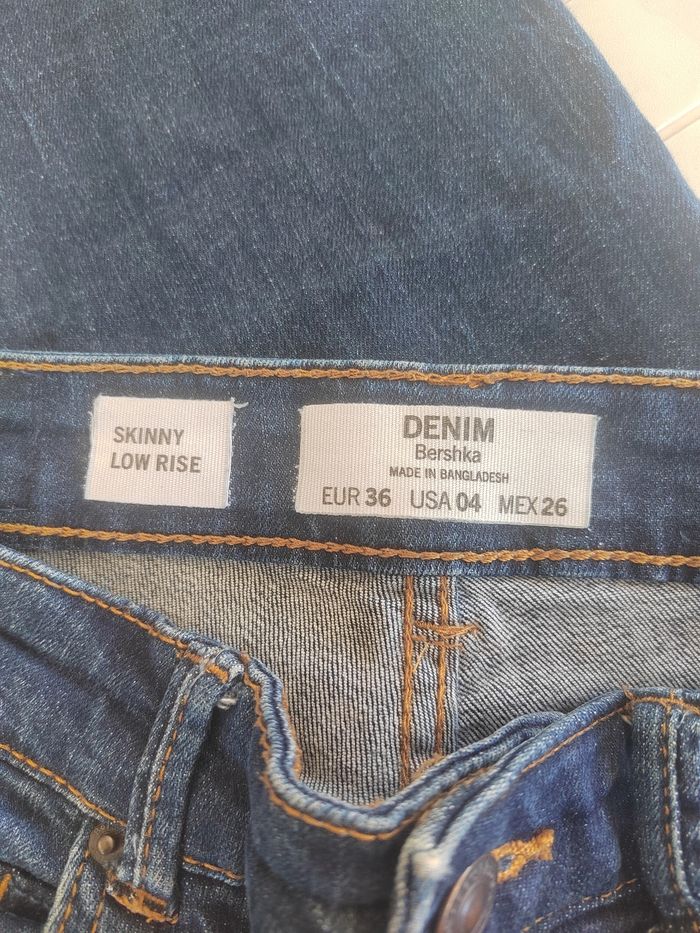 SKINNY
LOW RISE
DENIM
Bershka
MADE IN BANGLADESH
EUR 36 USA 04 MEX 26